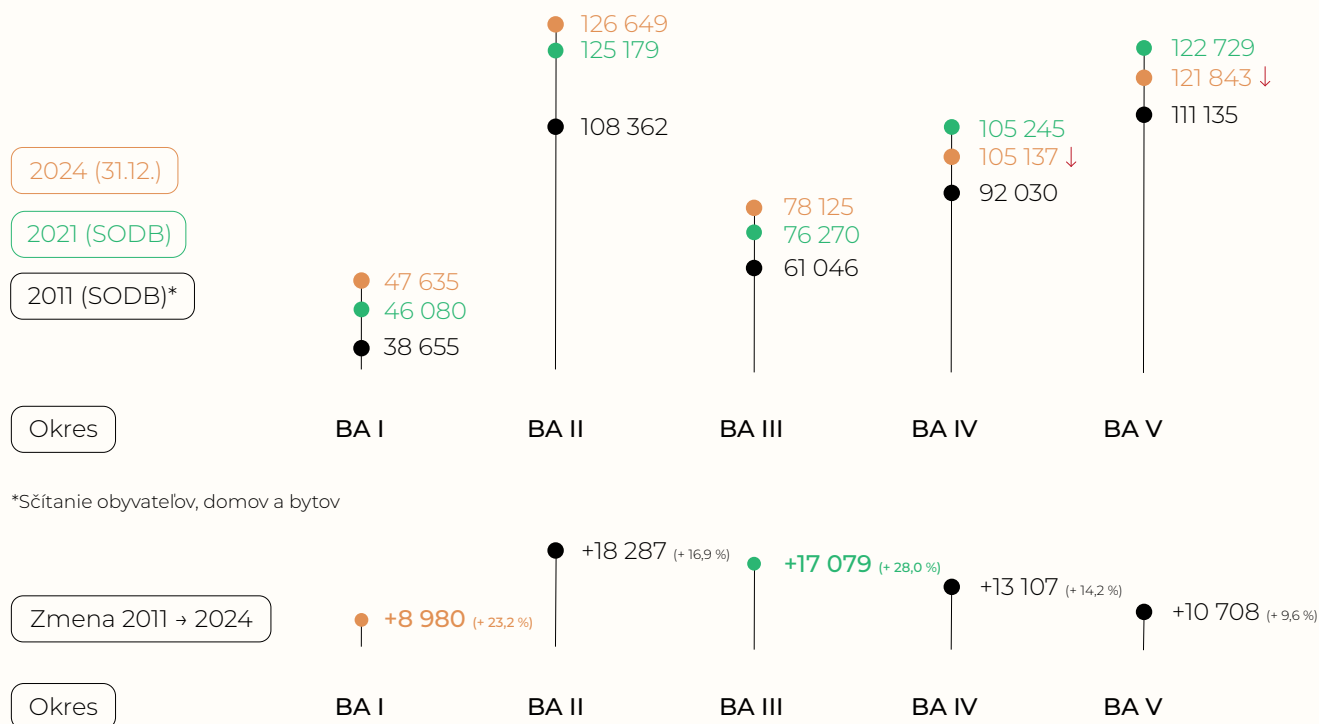 126 649
125 179
108 362
122 729
121 843 ↓
111 135
105 245
105 137 ↓
92 030
2024 (31.12.)
78 125
76 270
61 046
2021 (SODB)
2011 (SODB)*
47 635
46 080
38 655
Okres BA I BA II BA III BA IV BA V
*Sčítanie obyvateľov, domov a bytov
Zmena 2011 → 2024 +8 980 (+ 23,2 %) +18 287 (+ 16,9 %) +17 079 (+ 28,0 %) +13 107 (+ 14,2 %) +10 708 (+ 9,6 %)
Okres BA I BA II BA III BA IV BA V